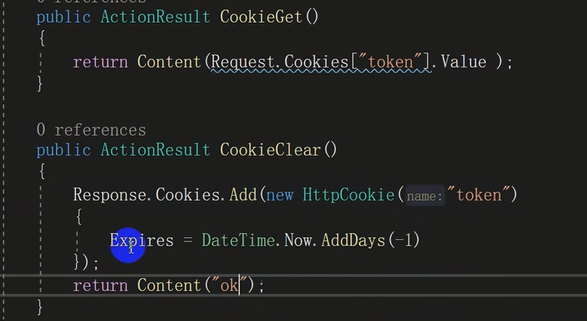 public ActionResult CookieGet()
{
return Content(Request.Cookies["token"].Value );
}
0 references
public ActionResult CookieClear()
{
Response.Cookies.Add(new HttpCookie(name:"token")
{
Expires = DateTime.Now.AddDays(-1)
});
return Content("ok");
}